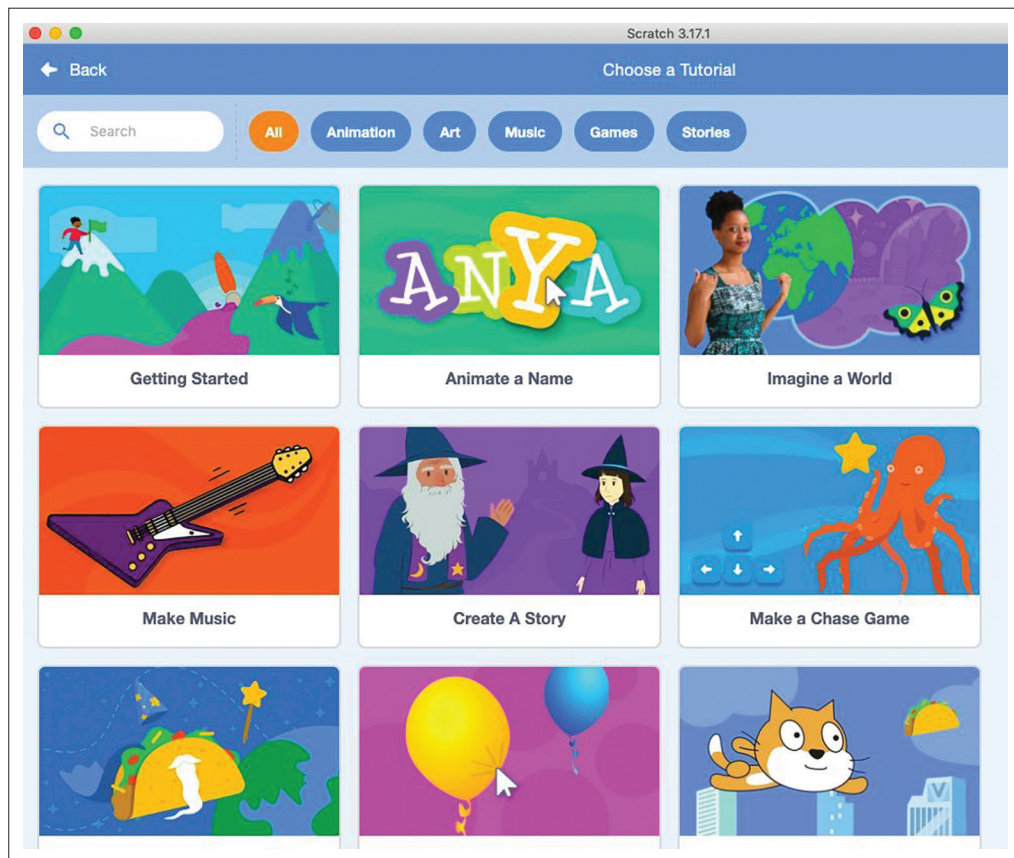 Scratch 3.17.1
Back
Choose a Tutorial
Search
All
Animation
Art
Music
Games
Stories
ANYA
Getting Started
Animate a Name
Imagine a World
Make Music
Create A Story
Make a Chase Game
V